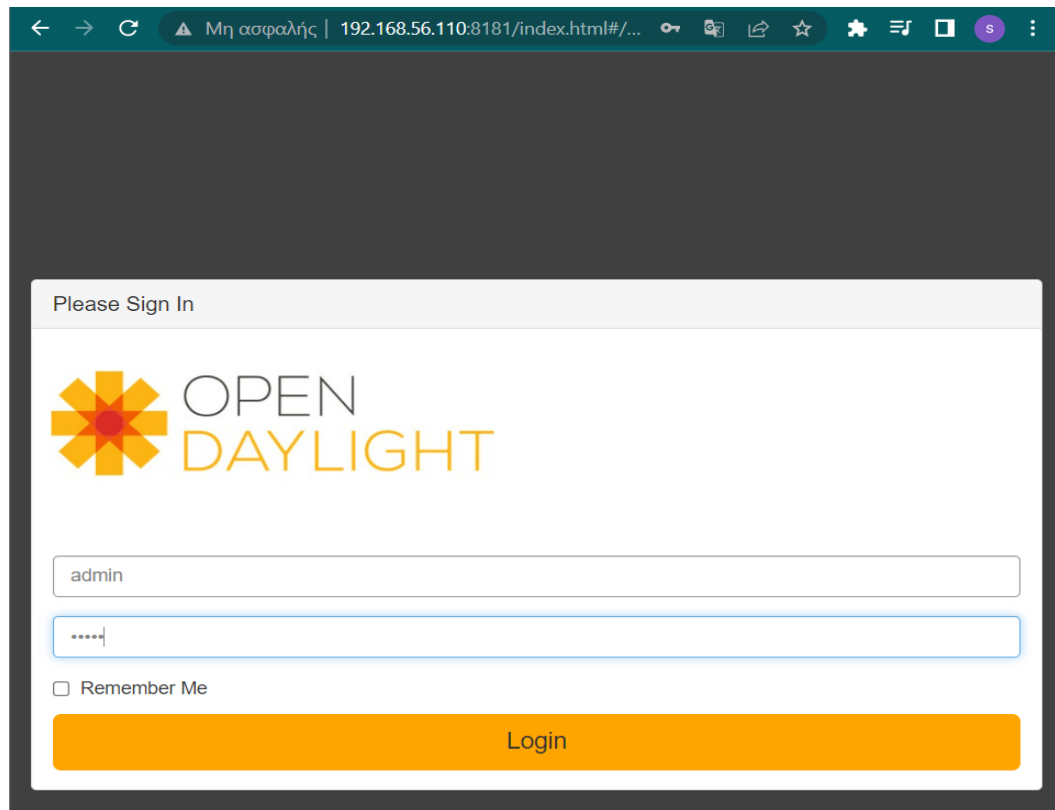 Μη ασφαλής | 192.168.56.110:8181/index.html#/...
s
Please Sign In
OPEN
DAYLIGHT
admin
•••••
Remember Me
Login